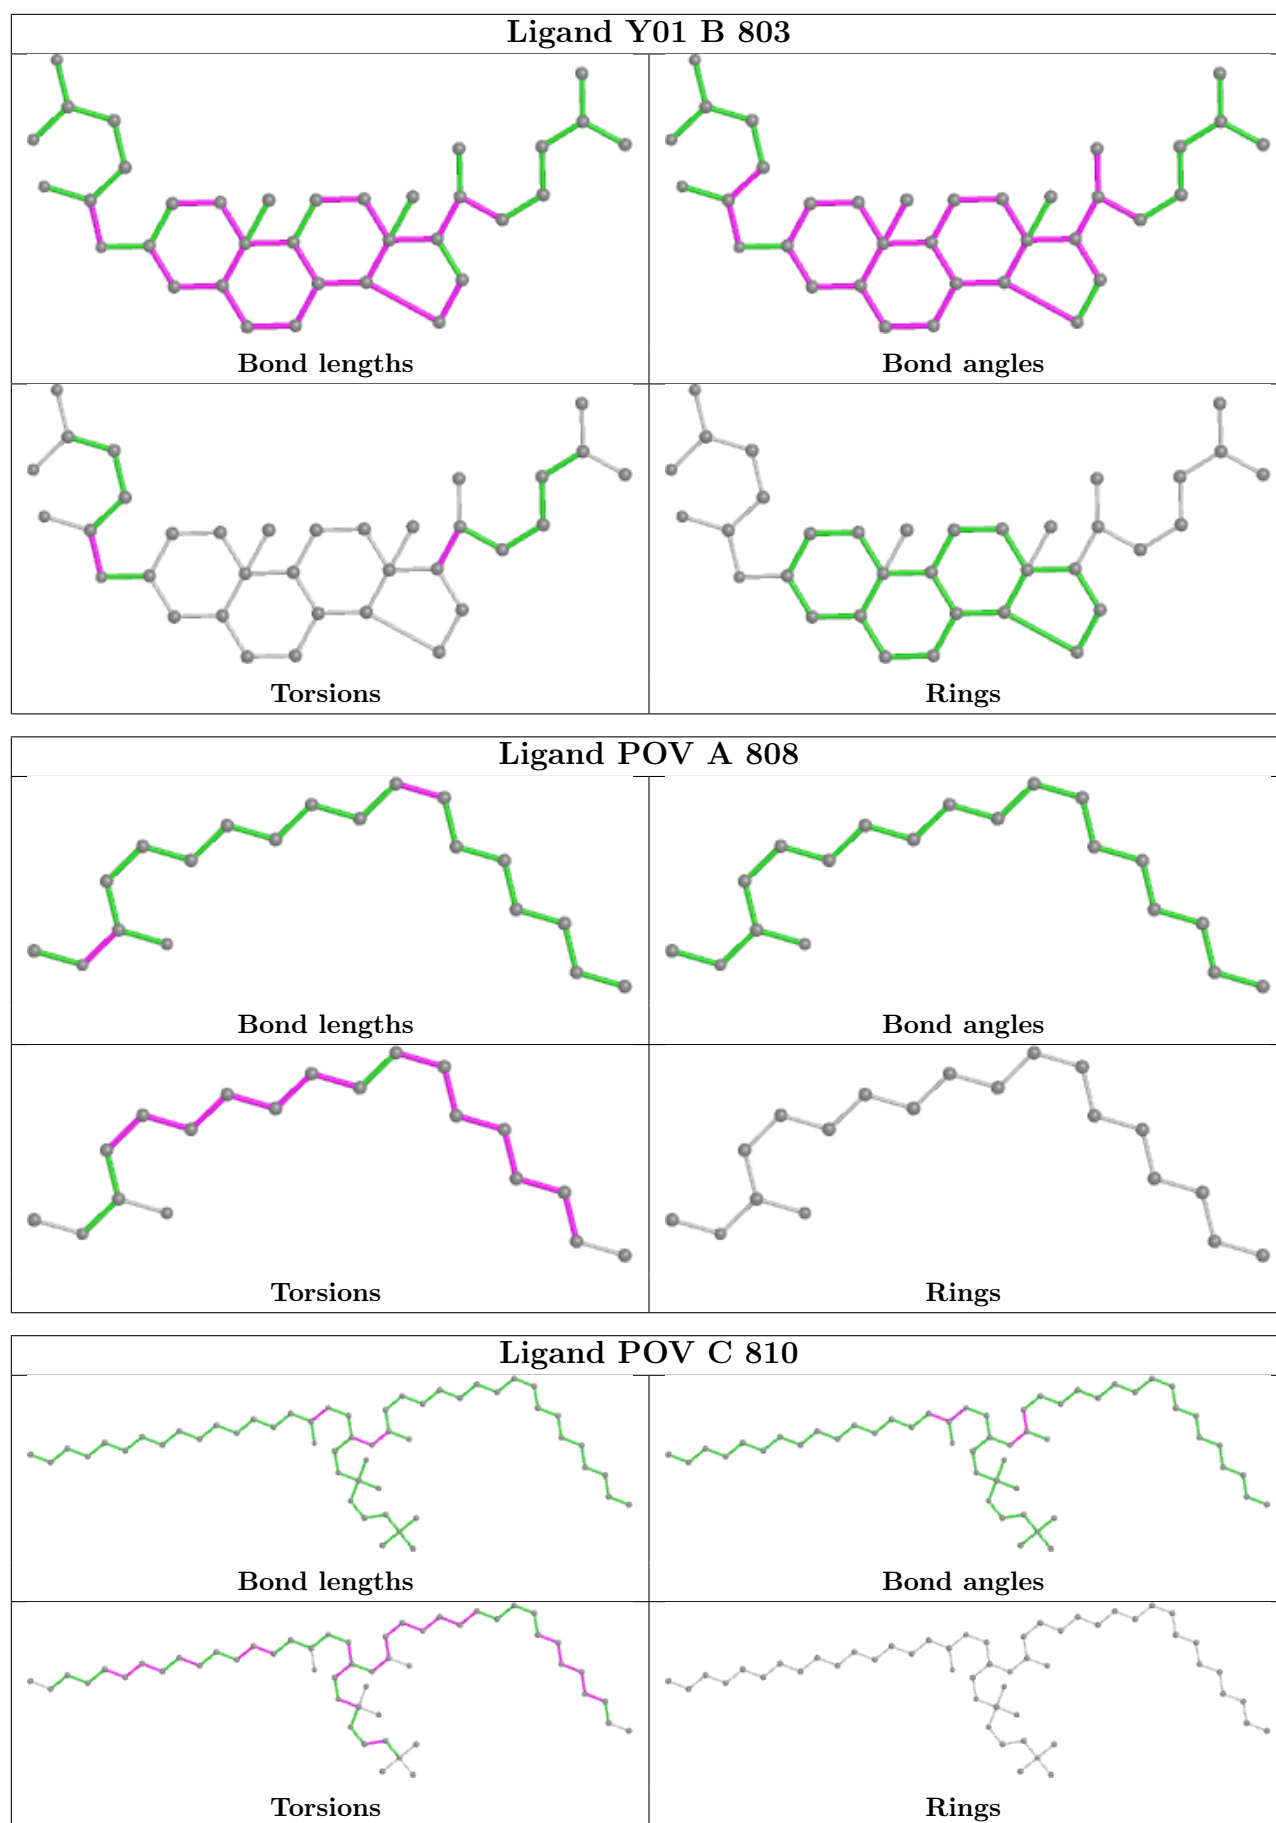 Ligand Y01 B 803
Bond lengths
Bond angles
Torsions
Rings
Ligand POV A 808
Bond lengths
Bond angles
Torsions
Rings
Ligand POV C 810
Bond lengths
Bond angles
Torsions
Rings